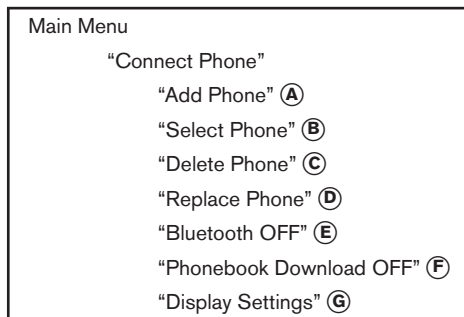 Main Menu
“Connect Phone”
“Add Phone” Ⓐ
“Select Phone” Ⓑ
“Delete Phone” Ⓒ
“Replace Phone” Ⓓ
“Bluetooth OFF” Ⓔ
“Phonebook Download OFF” Ⓕ
“Display Settings” Ⓖ